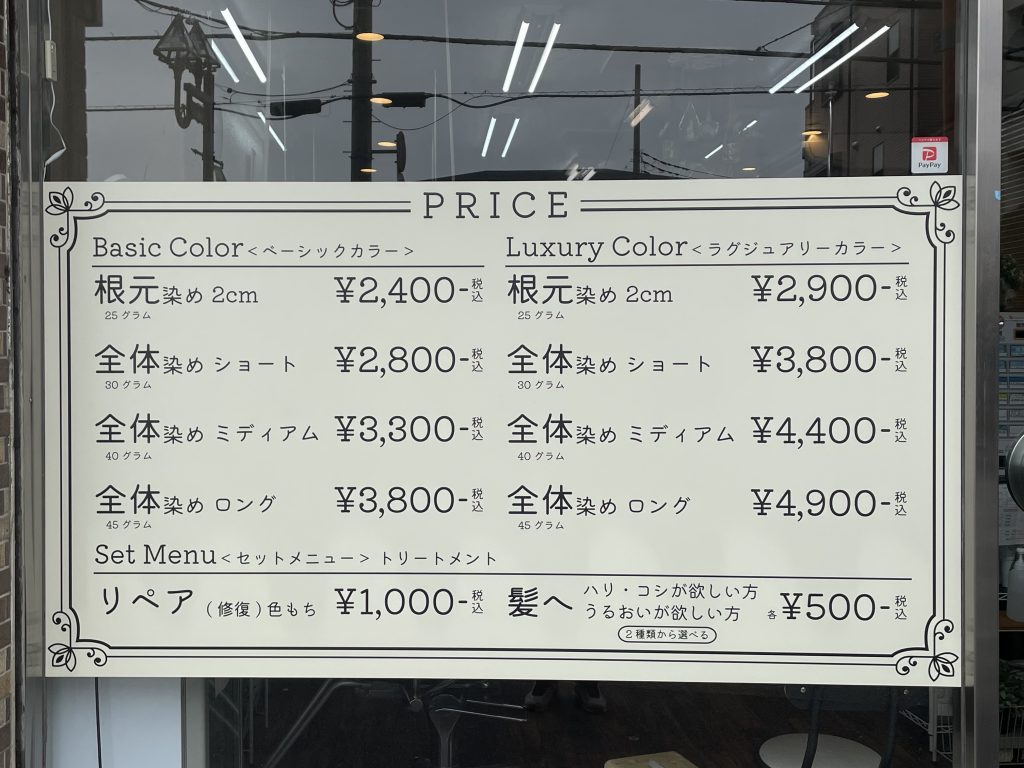 PayPay
PRICE
Basic Color<ベーシックカラー>
根元染め 2cm ¥2,400-税込
25グラム
全体染め ショート ¥2,800-税込
30グラム
全体染め ミディアム ¥3,300-税込
40グラム
全体染め ロング ¥3,800-税込
45グラム
Luxury Color<ラグジュアリーカラー>
根元染め 2cm ¥2,900-税込
25グラム
全体染め ショート ¥3,800-税込
30グラム
全体染め ミディアム ¥4,400-税込
40グラム
全体染め ロング ¥4,900-税込
45グラム
Set Menu<セットメニュー> トリートメント
リペア (修復)色もち ¥1,000-税込
髪へ ハリ・コシが欲しい方
うるおいが欲しい方 各¥500-税込
2種類から選べる